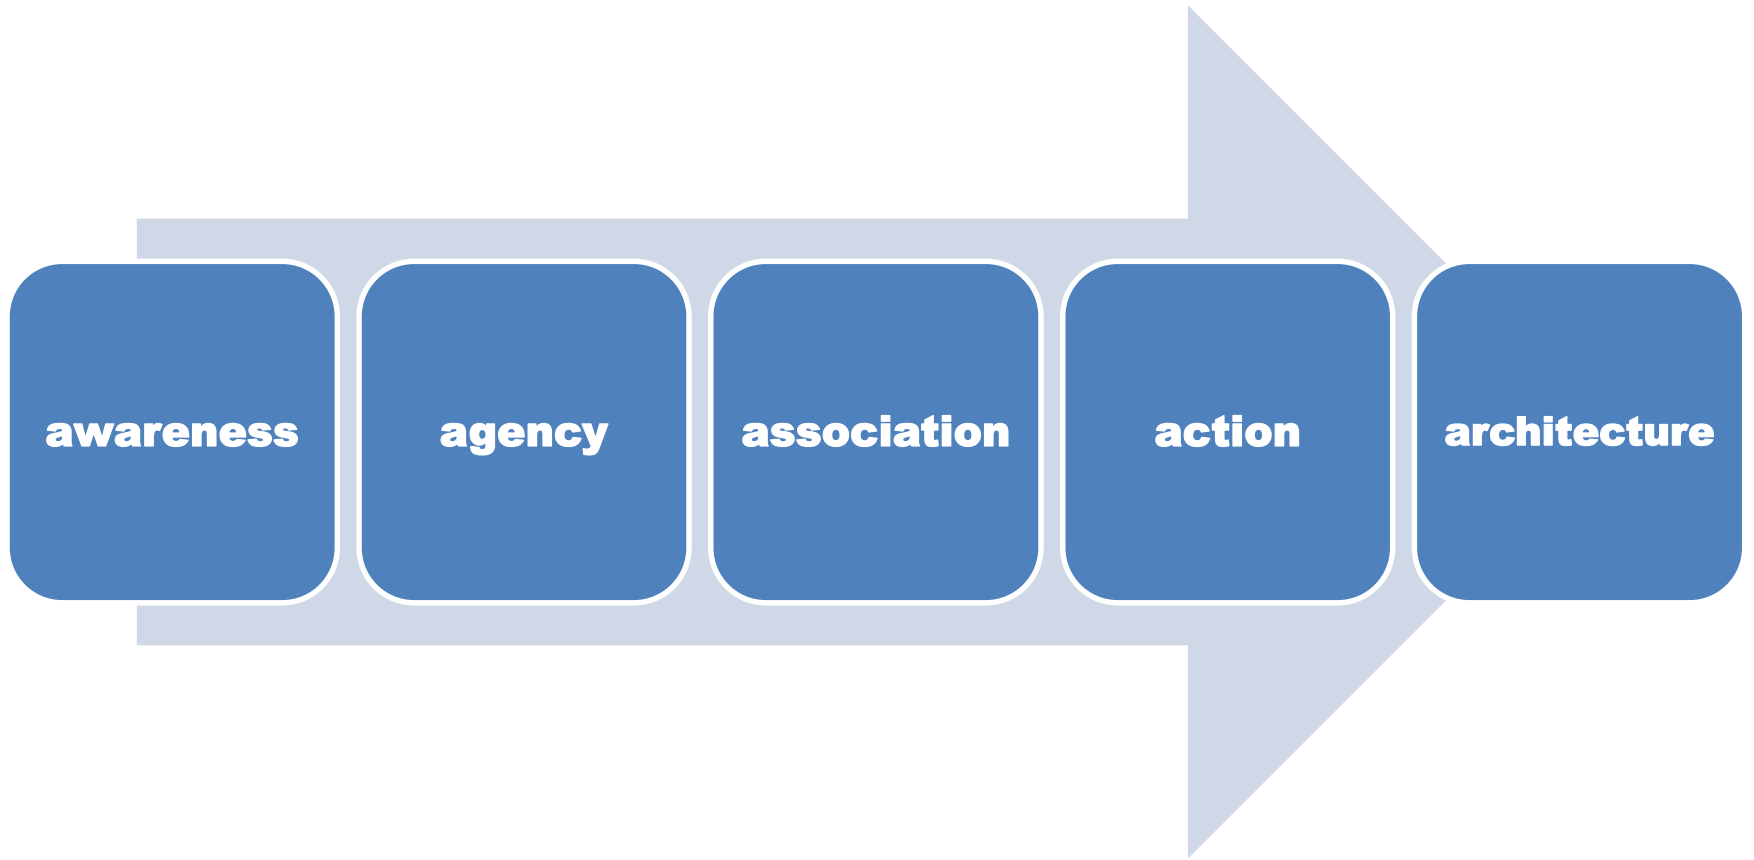 awareness
agency
association
action
architecture